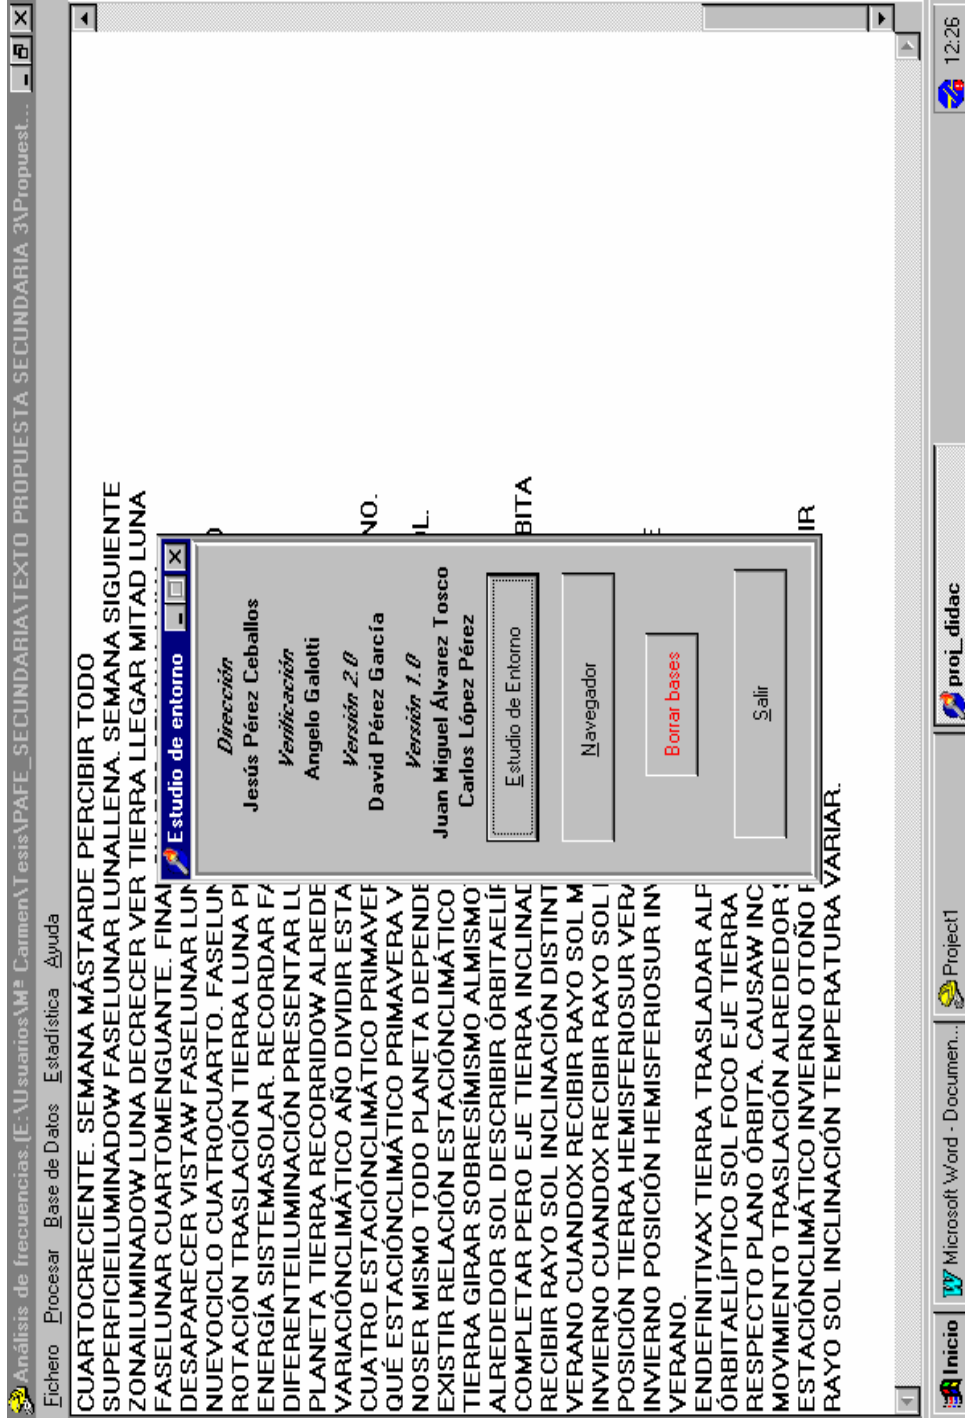 Análisis de frecuencias.(E:\Usuarios\Mª Carmen\Tesis\PAFE_SECUNDARIA\TEXTO PROPUESTA SECUNDARIA 3\Propuest...
Fichero Procesar Base de Datos Estadística Ayuda
CUARTOCRECIENTE. SEMANA MÁSTARDE PERCIBIR TODO
SUPERFICIEILUMINADOW FASELUNAR LUNALLENA. SEMANA SIGUIENTE
ZONAILUMINADOW LUNA DECRECER VER TIERRA LLEGAR MITAD LUNA
FASELUNAR CUARTOMENGUANTE. FINAL
DESAPARECER VISTAW FASELUNAR LUN
NUEVOCICLO CUATROCUARTO. FASELUN
ROTACIÓN TRASLACIÓN TIERRA LUNA
ENERGÍA SISTEMASOLAR. RECORDAR
DIFERENTEILUMINACIÓN PRESENTAR
PLANETA TIERRA RECORRIDOW ALREDE
VARIACIÓNCLIMÁTICO AÑO DIVIDIR ESTA
CUATRO ESTACIÓNCLIMÁTICO PRIMAVER NO.
QUÉ ESTACIÓNCLIMÁTICO PRIMAVERA V
NOSER MISMO TODO PLANETA DEPENDE OL.
EXISTIR RELACIÓN ESTACIÓNCLIMÁTICO
TIERRA GIRAR SOBRESÍMISMO ALMISMO
ALREDEDOR SOL DESCRIBIR ÓRBITAELÍP
COMPLETAR PERO EJE TIERRA INCLINAD BITA
RECIBIR RAYO SOL INCLINACIÓN DISTINT
VERANO CUANDOX RECIBIR RAYO SOL M
INVIERNO CUANDOX RECIBIR RAYO SOL
POSICIÓN TIERRA HEMISFERIOSUR VERA
INVIERNO POSICIÓN HEMISFERIOSUR INV E
VERANO.
ENDEFINITIVAX TIERRA TRASLADAR ALR
ÓRBITAELÍPTICO SOL FOCO EJE TIERRA
RESPECTO PLANO ÓRBITA. CAUSAW INC
MOVIMIENTO TRASLACIÓN ALREDEDOR S
ESTACIÓNCLIMÁTICO INVIERNO OTOÑO IR
RAYO SOL INCLINACIÓN TEMPERATURA VARIAR.
Estudio de entorno
Dirección
Jesús Pérez Ceballos
Verificación
Angelo Galotti
Versión 2.0
David Pérez García
Versión 1.0
Juan Miguel Álvarez Tosco
Carlos López Pérez
Estudio de Entorno
Navegador
Borrar bases
Salir
Inicio Microsoft Word - Documen... Project1 proj_didac 12:26